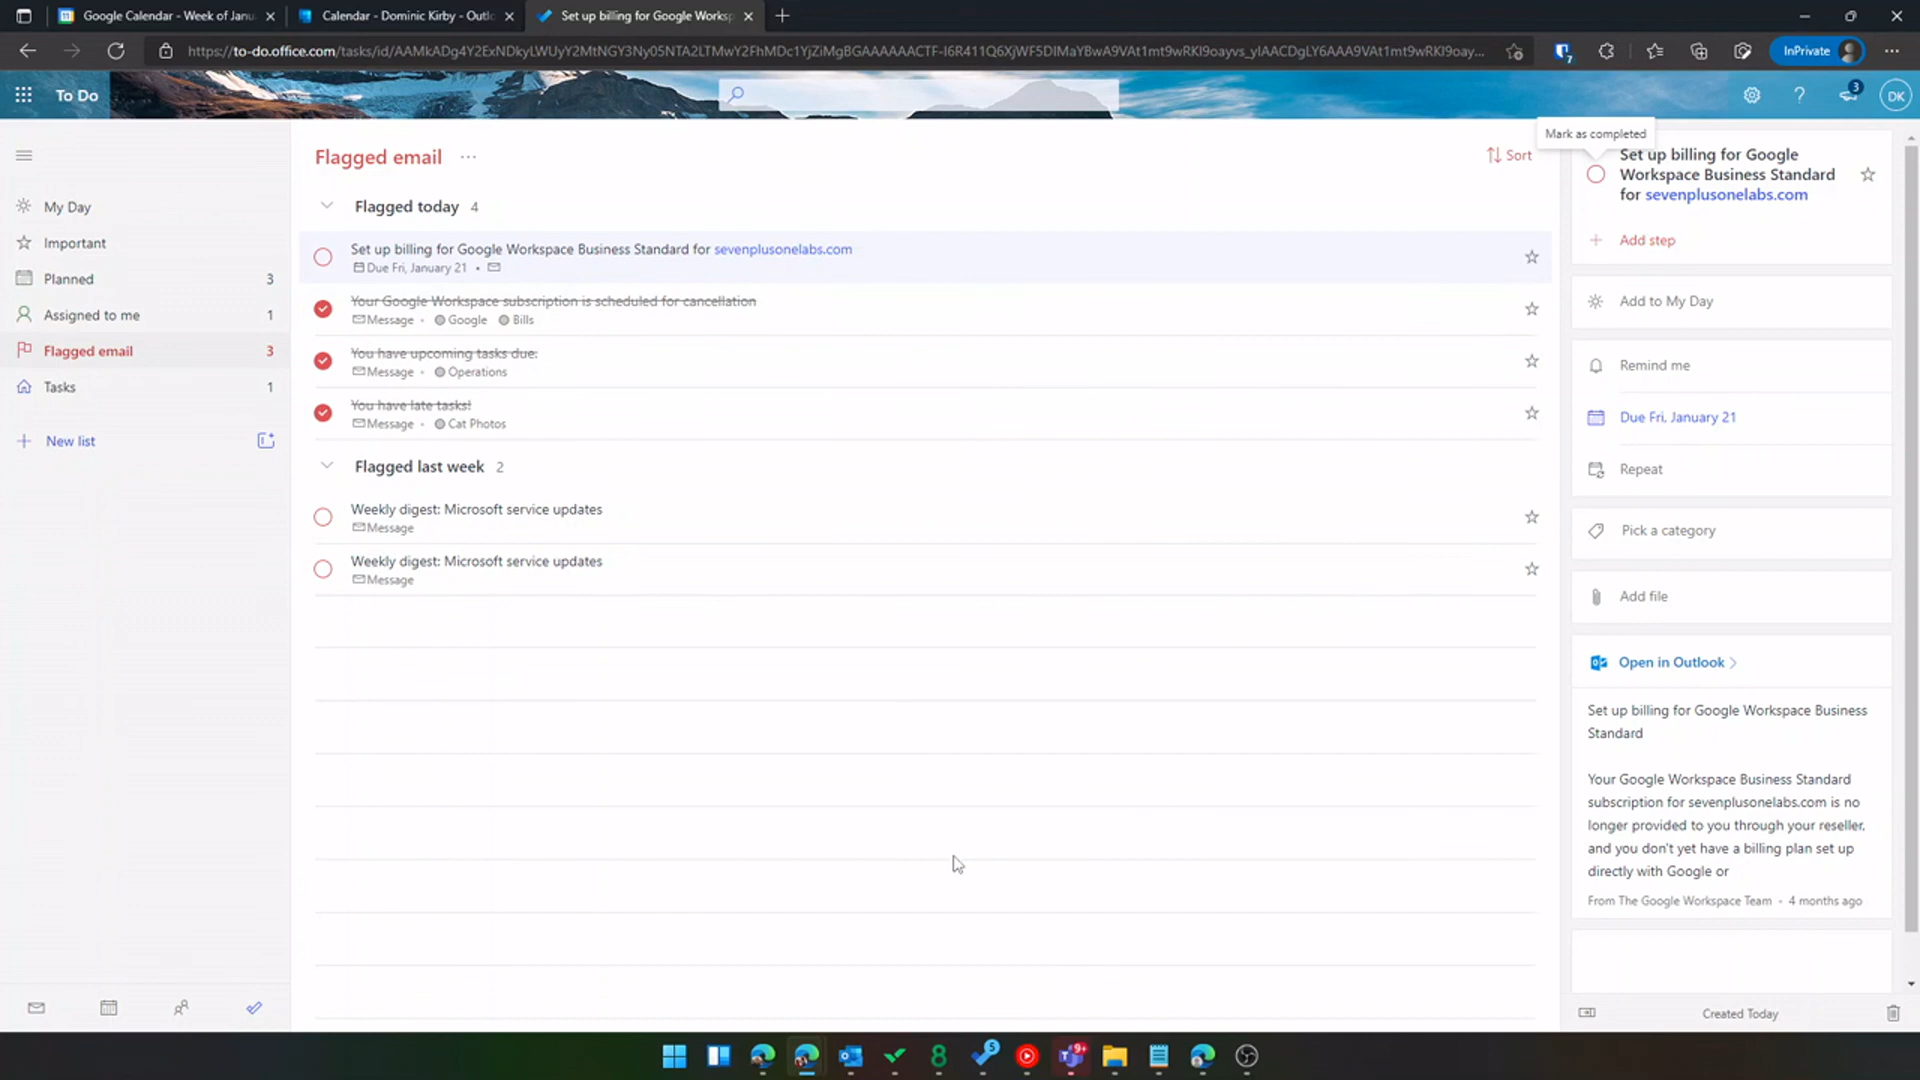 Google Calendar - Week of Janu
Calendar - Dominic Kirby - Outlo
Set up billing for Google Worksp
To Do
3
DK
InPrivate
7
Mark as completed
My Day
Important
Planned 3
Assigned to me 1
Flagged email 3
Tasks 1
New list
Flagged email ...
Sort
Flagged today 4
Set up billing for Google Workspace Business Standard for sevenplusonelabs.com
Due Fri, January 21 •
Your Google Workspace subscription is scheduled for cancellation
Message • Google Bills
You have upcoming tasks due.
Message • Operations
You have late tasks!
Message • Cat Photos
Flagged last week 2
Weekly digest: Microsoft service updates
Message
Weekly digest: Microsoft service updates
Message
Set up billing for Google
Workspace Business Standard
for sevenplusonelabs.com
Add step
Add to My Day
Remind me
Due Fri, January 21
Repeat
Pick a category
Add file
Open in Outlook
Set up billing for Google Workspace Business
Standard
Your Google Workspace Business Standard
subscription for sevenplusonelabs.com is no
longer provided to you through your reseller,
and you don't yet have a billing plan set up
directly with Google or
From The Google Workspace Team • 4 months ago
Created Today
8
5
9+